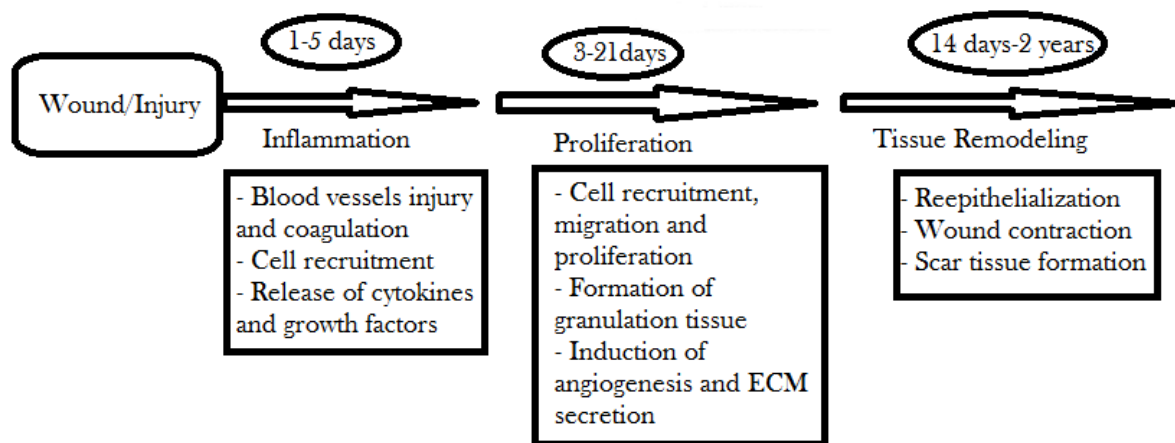 1-5 days
3-21days
14 days-2 years
Wound/Injury
Inflammation
Proliferation
Tissue Remodeling
- Blood vessels injury
and coagulation
- Cell recruitment
- Release of cytokines
and growth factors
- Cell recruitment,
migration and
proliferation
- Formation of
granulation tissue
- Induction of
angiogenesis and ECM
secretion
- Reepithelialization
- Wound contraction
- Scar tissue formation